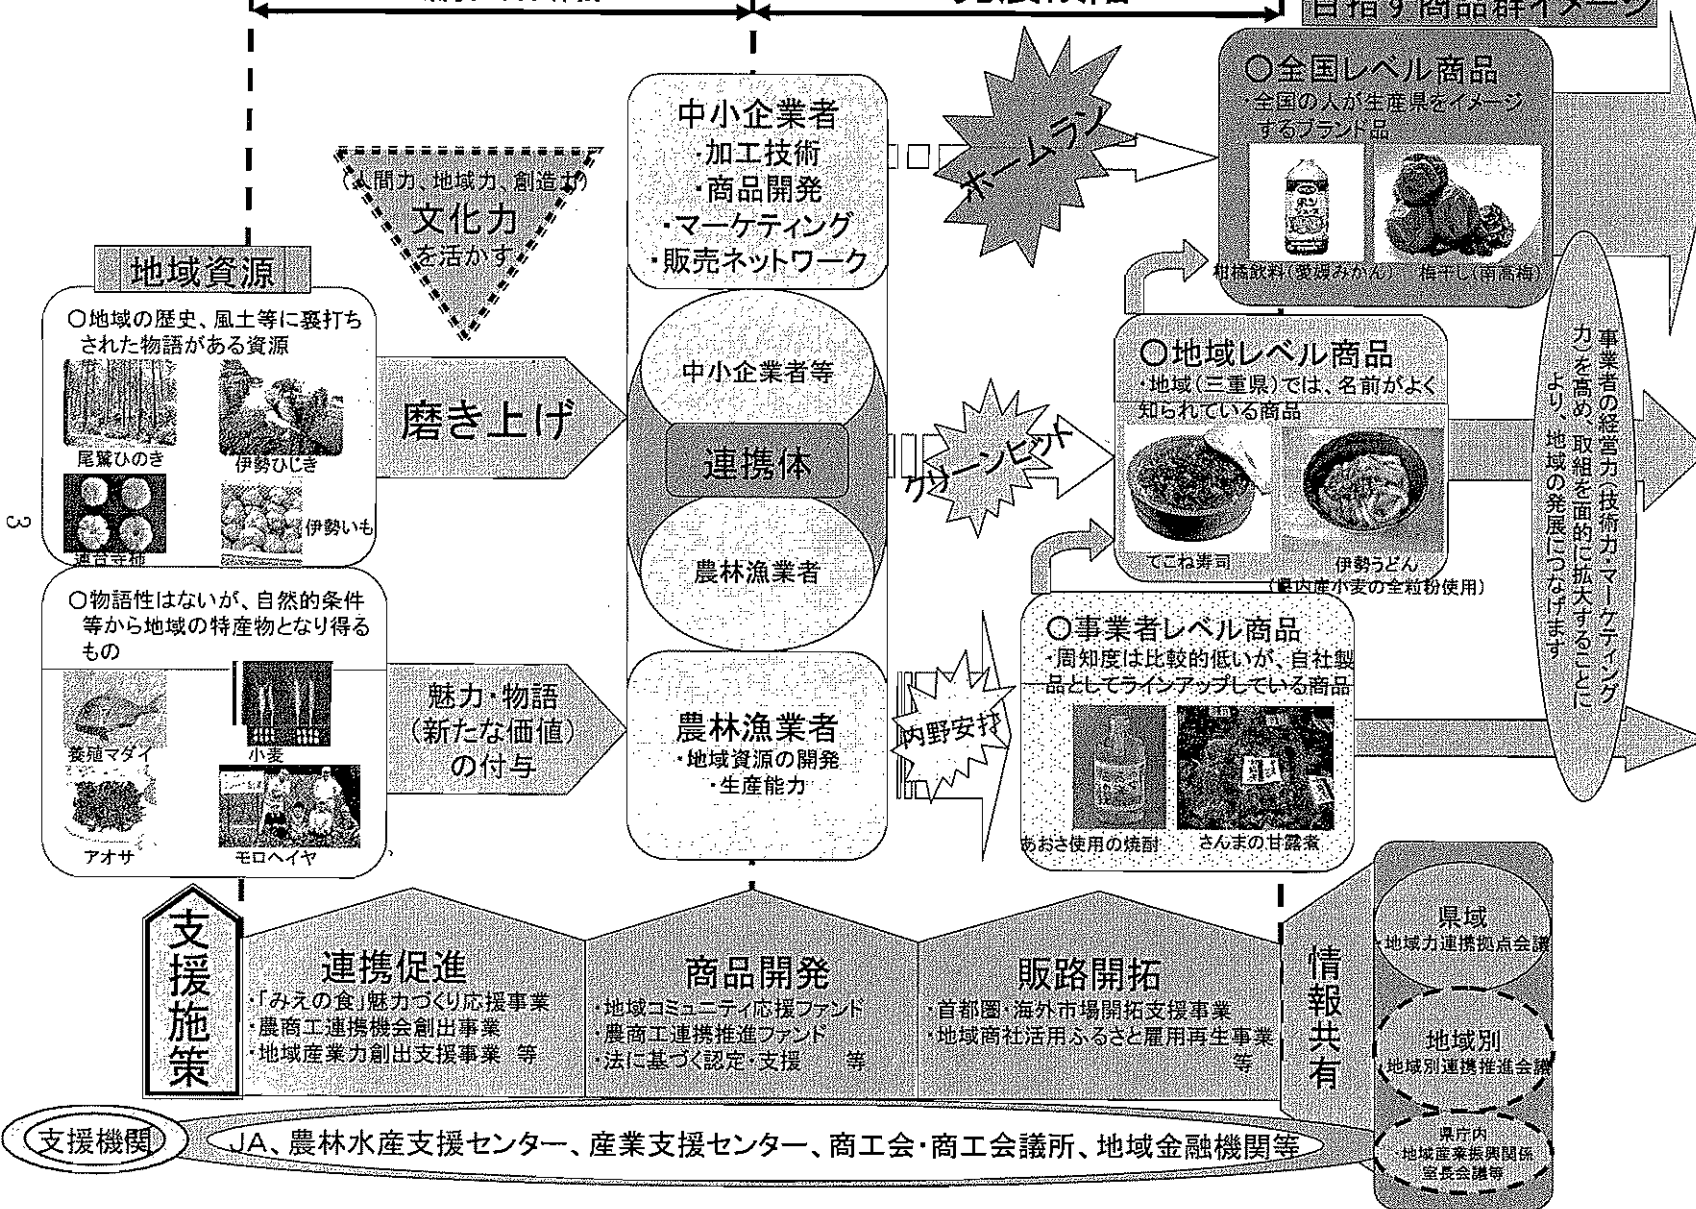 目指す商品群イメージ
○全国レベル商品
・全国の人が生産県をイメージ
するブランド品
柑橘飲料(愛媛みかん)
梅干し(南高梅)
ホームラン
中小企業者
・加工技術
・商品開発
・マーケティング
・販売ネットワーク
(人間力、地域力、創造力)
文化力
を活かす
地域資源
○地域の歴史、風土等に裏打ち
された物語がある資源
尾鷲ひのき
伊勢ひじき
蓮台寺柿
伊勢いも
磨き上げ
中小企業者等
連携体
農林漁業者
クリーンヒット
○地域レベル商品
・地域(三重県)では、名前がよく
知られている商品
てこね寿司
伊勢うどん
(県内産小麦の全粒粉使用)
事業者の経営力(技術力・マーケティング
力)を高め、取組を面的に拡大することに
より、地域の発展につなげます
3
○物語性はないが、自然的条件
等から地域の特産物となり得る
もの
養殖マダイ
小麦
アオサ
モロヘイヤ
魅力・物語
(新たな価値)
の付与
農林漁業者
・地域資源の開発
・生産能力
内野安打
○事業者レベル商品
・周知度は比較的低いが、自社製
品としてラインアップしている商品
あおさ使用の焼酎
さんまの甘露煮
支援施策
連携促進
・「みえの食」魅力づくり応援事業
・農商工連携機会創出事業
・地域産業力創出支援事業 等
商品開発
・地域コミュニティ応援ファンド
・農商工連携推進ファンド
・法に基づく認定・支援 等
販路開拓
・首都圏・海外市場開拓支援事業
・地域商社活用ふるさと雇用再生事業
等
情報共有
県域
・地域力連携拠点会議
地域別
・地域別連携推進会議
県庁内
・地域産業振興関係
室長会議等
支援機関
JA、農林水産支援センター、産業支援センター、商工会・商工会議所、地域金融機関等